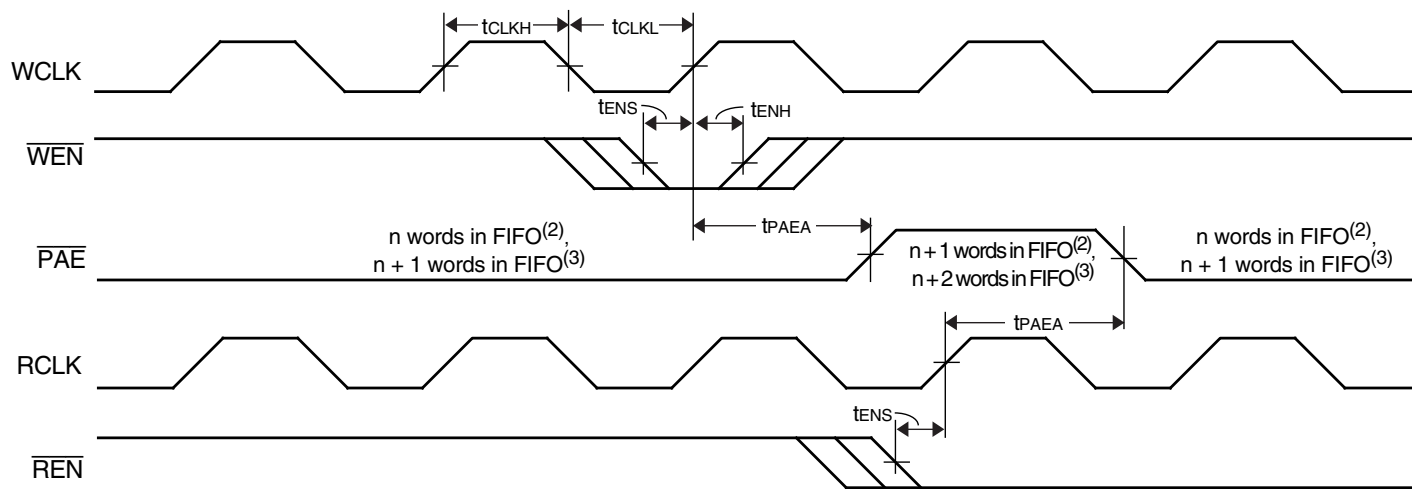 tCLKH
tCLKL
WCLK
tENS
tENH
WEN
tPAEA
n words in FIFO(2),
n + 1 words in FIFO(3)
PAE
n + 1 words in FIFO(2),
n + 2 words in FIFO(3)
n words in FIFO(2),
n + 1 words in FIFO(3)
tPAEA
RCLK
tENS
REN